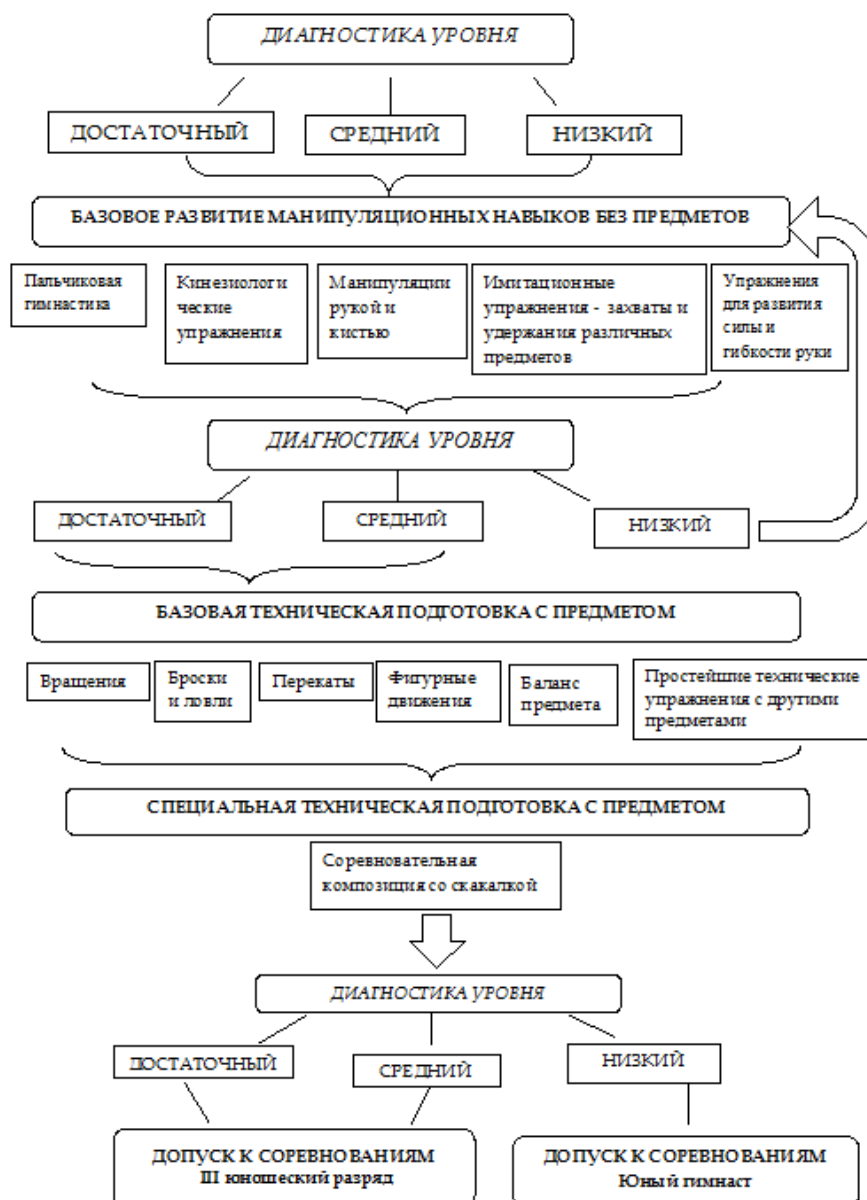 ДИАГНОСТИКА УРОВНЯ
ДОСТАТОЧНЫЙ
СРЕДНИЙ
НИЗКИЙ
БАЗОВОЕ РАЗВИТИЕ МАНИПУЛЯЦИОННЫХ НАВЫКОВ БЕЗ ПРЕДМЕТОВ
Пальчиковая
гимнастика
Кинезиологи
ческие
упражнения
Манипуляции
рукой и
кистью
Имитационные
упражнения - захваты и
удержания различных
предметов
Упражнения
для развития
силы и
гибкости руки
ДИАГНОСТИКА УРОВНЯ
ДОСТАТОЧНЫЙ
СРЕДНИЙ
НИЗКИЙ
БАЗОВАЯ ТЕХНИЧЕСКАЯ ПОДГОТОВКА С ПРЕДМЕТОМ
Вращения
Броски
и ловли
Перекаты
Фигурные
движения
Баланс
предмета
Простейшие технические
упражнения с другими
предметами
СПЕЦИАЛЬНАЯ ТЕХНИЧЕСКАЯ ПОДГОТОВКА С ПРЕДМЕТОМ
Соревновательная
композиция со скакалкой
ДИАГНОСТИКА УРОВНЯ
ДОСТАТОЧНЫЙ
СРЕДНИЙ
НИЗКИЙ
ДОПУСК К СОРЕВНОВАНИЯМ
III юношеский разряд
ДОПУСК К СОРЕВНОВАНИЯМ
Юный гимнаст